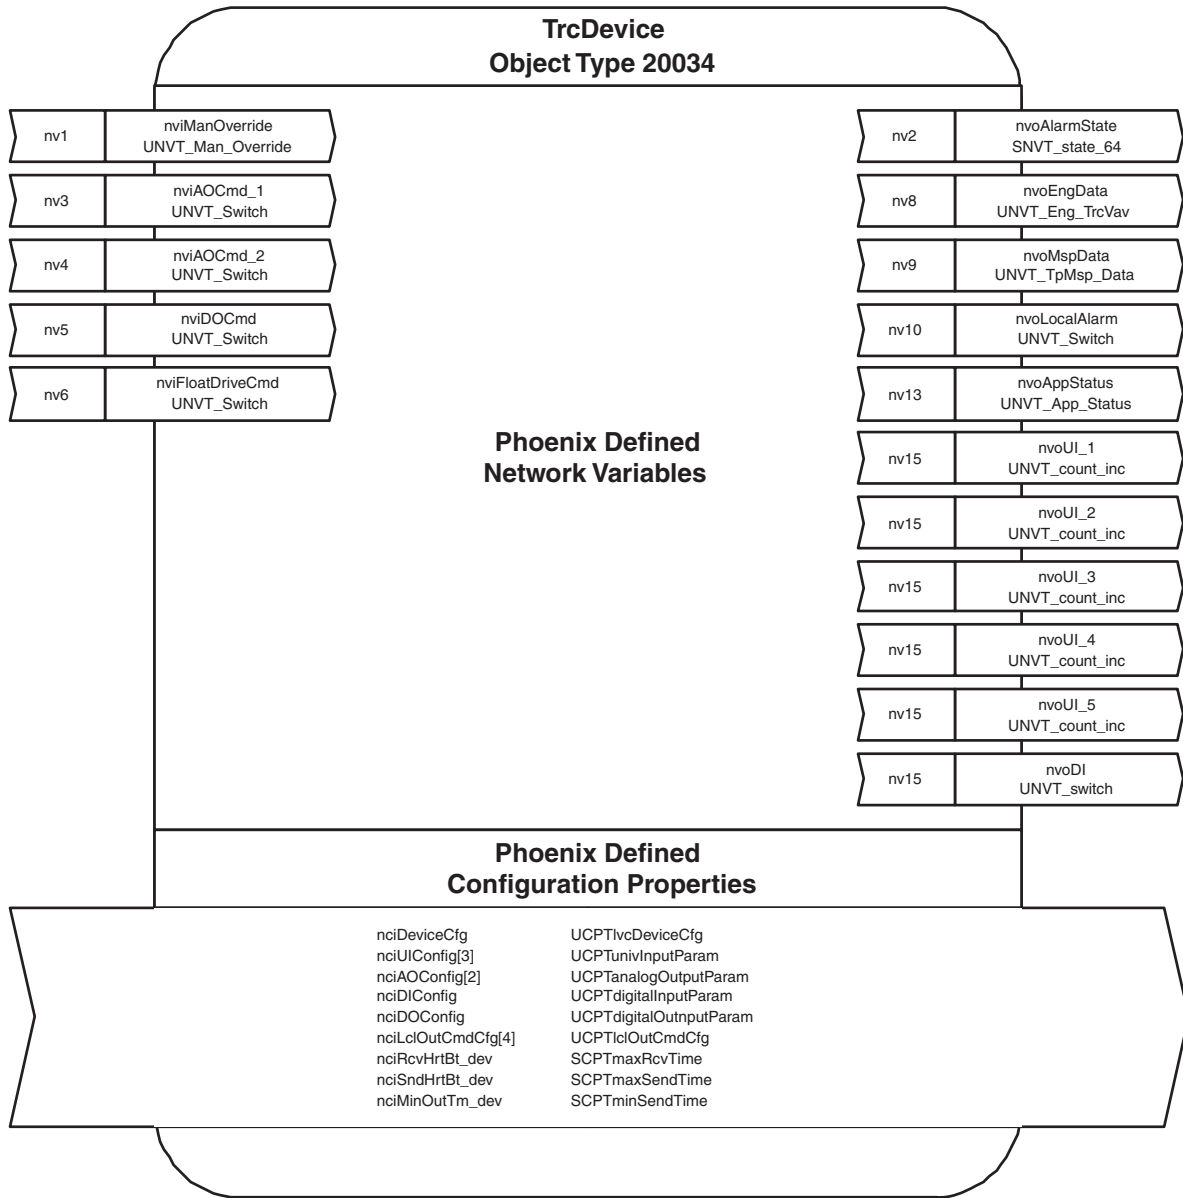 TrcDevice
Object Type 20034
nv1
nviManOverride
UNVT_Man_Override
nv3
nviAOCmd_1
UNVT_Switch
nv4
nviAOCmd_2
UNVT_Switch
nv5
nviDOCmd
UNVT_Switch
nv6
nviFloatDriveCmd
UNVT_Switch
Phoenix Defined
Network Variables
nv2
nvoAlarmState
SNVT_state_64
nv8
nvoEngData
UNVT_Eng_TrcVav
nv9
nvoMspData
UNVT_TpMsp_Data
nv10
nvoLocalAlarm
UNVT_Switch
nv13
nvoAppStatus
UNVT_App_Status
nv15
nvoUI_1
UNVT_count_inc
nv15
nvoUI_2
UNVT_count_inc
nv15
nvoUI_3
UNVT_count_inc
nv15
nvoUI_4
UNVT_count_inc
nv15
nvoUI_5
UNVT_count_inc
nv15
nvoDI
UNVT_switch
Phoenix Defined
Configuration Properties
nciDeviceCfg UCPTlvcDeviceCfg
nciUIConfig[3] UCPTunivInputParam
nciAOConfig[2] UCPTanalogOutputParam
nciDIConfig UCPTdigitalInputParam
nciDOConfig UCPTdigitalOutnputParam
nciLclOutCmdCfg[4] UCPTlclOutCmdCfg
nciRcvHrtBt_dev SCPTmaxRcvTime
nciSndHrtBt_dev SCPTmaxSendTime
nciMinOutTm_dev SCPTminSendTime